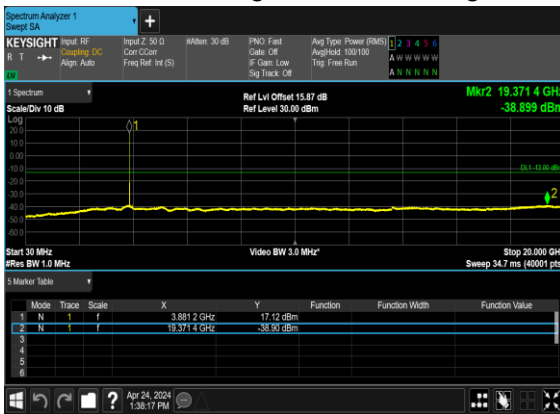 Spectrum Analyzer 1
Swept SA
+
KEYSIGHT Input: RF Input Z: 50 Ω #Atten: 30 dB PNO: Fast Avg Type: Power (RMS) 1 2 3 4 5 6
R T Coupling: DC Corr CCorr Gate: Off Avg|Hold: 100/100 A W W W W W
Align: Auto Freq Ref: Int (S) IF Gain: Low Trig: Free Run
LV Sig Track: Off A N N N N N
1 Spectrum Ref Lvl Offset 15.87 dB Mkr2 19.371 4 GHz
Scale/Div 10 dB Ref Level 30.00 dBm -38.899 dBm
Log
20.0
10.0
0.00
-10.0
-20.0
-30.0
-40.0
-50.0
-60.0
1
DL1 -13.00 dBm
2
Start 30 MHz Video BW 3.0 MHz* Stop 20.000 GHz
#Res BW 1.0 MHz Sweep 34.7 ms (40001 pts)
5 Marker Table
Mode Trace Scale X Y Function Function Width Function Value
1 N 1 f 3.881 2 GHz 17.12 dBm
2 N 1 f 19.371 4 GHz -38.90 dBm
3
4
5
6
? Apr 24, 2024
1:38:17 PM